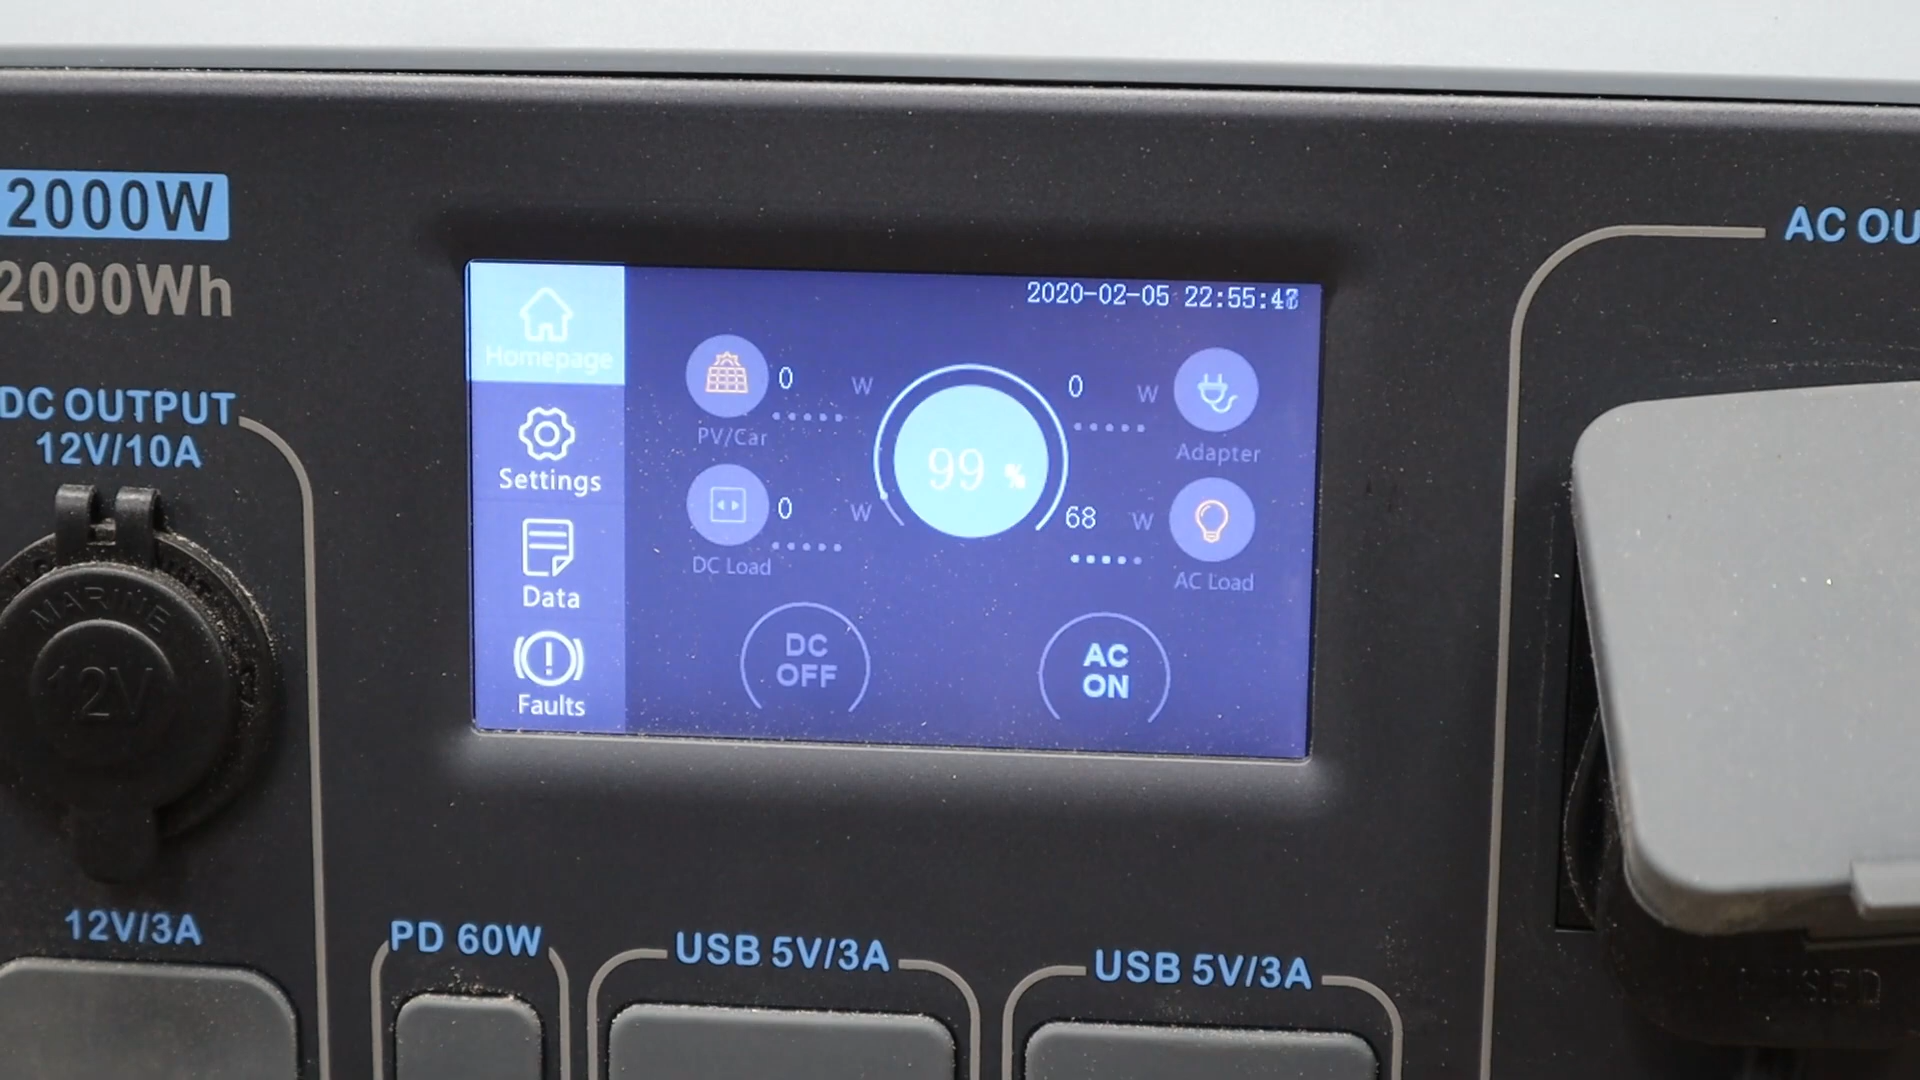 2000W
2000Wh
DC OUTPUT
12V/10A
MARINE
12V
12V/3A
Homepage
Settings
Data
Faults
2020-02-05 22:55:4
0 W
PV/Car
0 W
DC Load
99 %
0 W
Adapter
68 W
AC Load
DC
OFF
AC
ON
AC OU
PD 60W
USB 5V/3A
USB 5V/3A